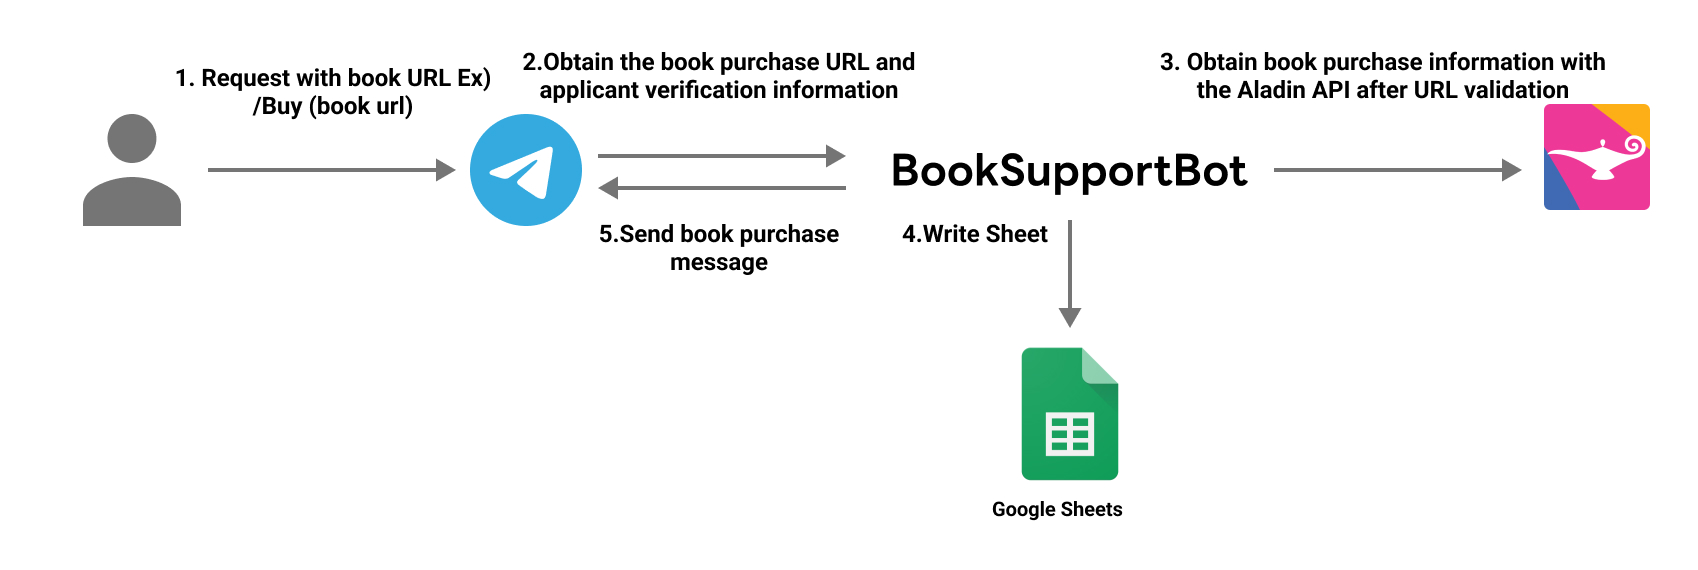 1. Request with book URL Ex)
/Buy (book url)
2.Obtain the book purchase URL and
applicant verification information
3. Obtain book purchase information with
the Aladin API after URL validation
BookSupportBot
5.Send book purchase
message
4.Write Sheet
Google Sheets